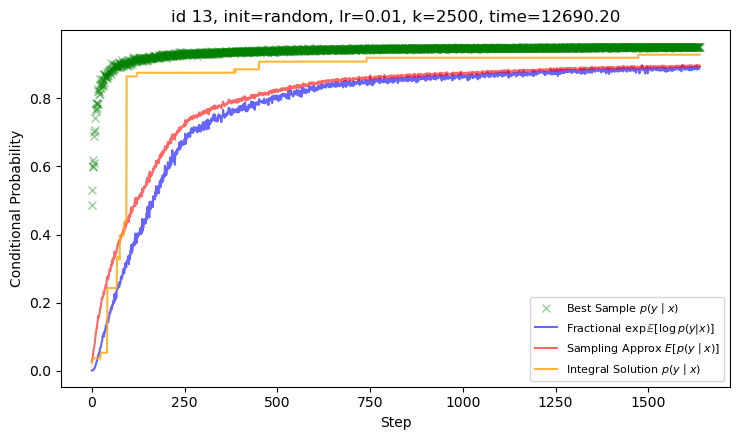 id 13, init=random, lr=0.01, k=2500, time=12690.20
Conditional Probability
0.8
0.6
0.4
0.2
0.0
Best Sample p(y | x)
Fractional exp 𝔼[log p(y|x)]
Sampling Approx E[p(y | x)]
Integral Solution p(y | x)
0 250 500 750 1000 1250 1500
Step